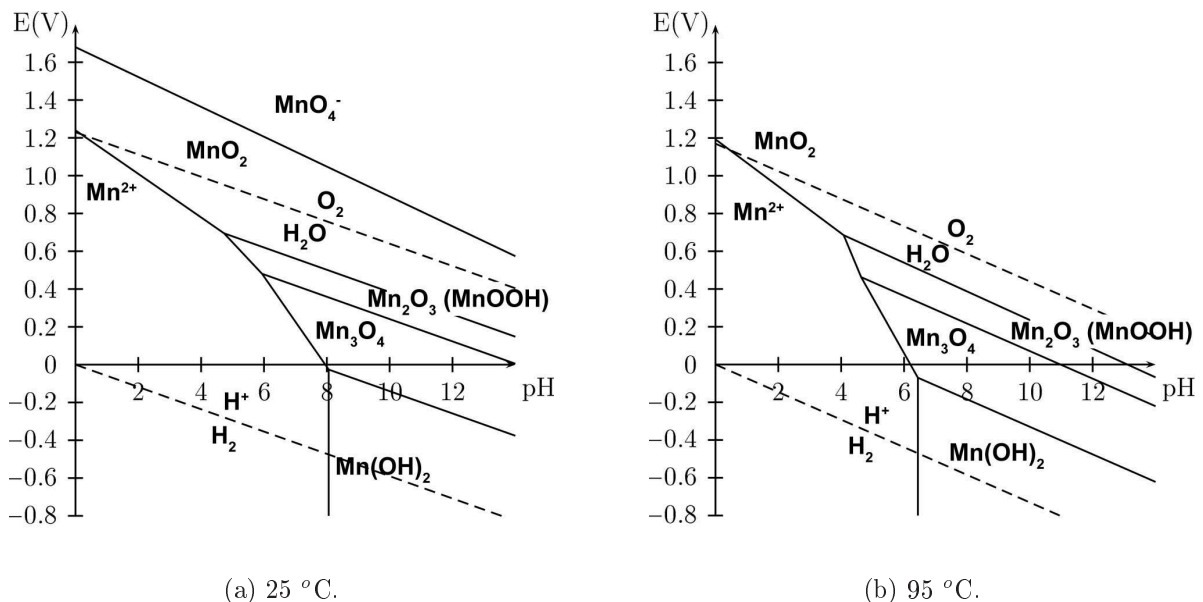 E(V)
1.6
1.4
1.2
1.0
0.8
0.6
0.4
0.2
0
−0.2
−0.4
−0.6
−0.8
2
4
6
8
10
12
pH
MnO₄⁻
MnO₂
Mn²⁺
O₂
H₂O
Mn₂O₃ (MnOOH)
Mn₃O₄
H⁺
H₂
Mn(OH)₂
(a) 25 °C.
E(V)
1.6
1.4
1.2
1.0
0.8
0.6
0.4
0.2
0
−0.2
−0.4
−0.6
−0.8
2
4
6
8
10
12
pH
MnO₂
Mn²⁺
O₂
H₂O
Mn₂O₃ (MnOOH)
Mn₃O₄
H⁺
H₂
Mn(OH)₂
(b) 95 °C.